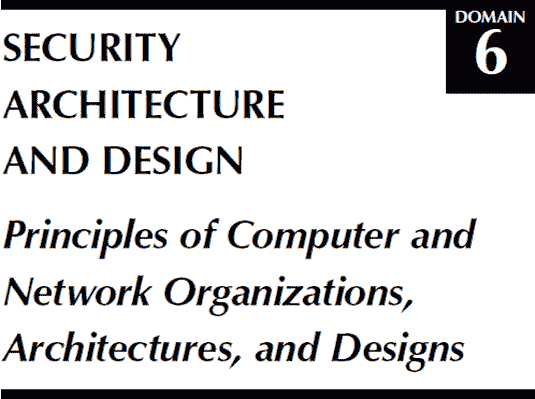 DOMAIN
6
SECURITY
ARCHITECTURE
AND DESIGN
Principles of Computer and
Network Organizations,
Architectures, and Designs